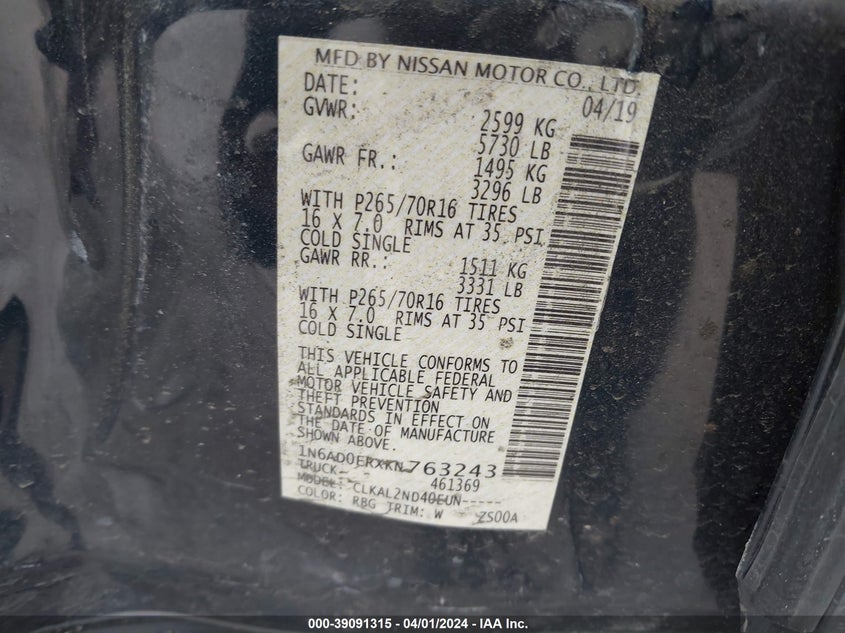 MFD BY NISSAN MOTOR CO., LTD.
DATE: 04/19
GVWR: 2599 KG
5730 LB
GAWR FR.: 1495 KG
3296 LB
WITH P265/70R16 TIRES
16 X 7.0 RIMS AT 35 PSI
COLD SINGLE
GAWR RR.: 1511 KG
3331 LB
WITH P265/70R16 TIRES
16 X 7.0 RIMS AT 35 PSI
COLD SINGLE
THIS VEHICLE CONFORMS TO
ALL APPLICABLE FEDERAL
MOTOR VEHICLE SAFETY AND
THEFT PREVENTION
STANDARDS IN EFFECT ON
THE DATE OF MANUFACTURE
SHOWN ABOVE.
1N6AD0ERXKN763243
TRUCK 461369
MODEL: CLKAL2ND40EUN-----
COLOR: RBG TRIM: W ZS00A
000-39091315 - 04/01/2024 - IAA Inc.